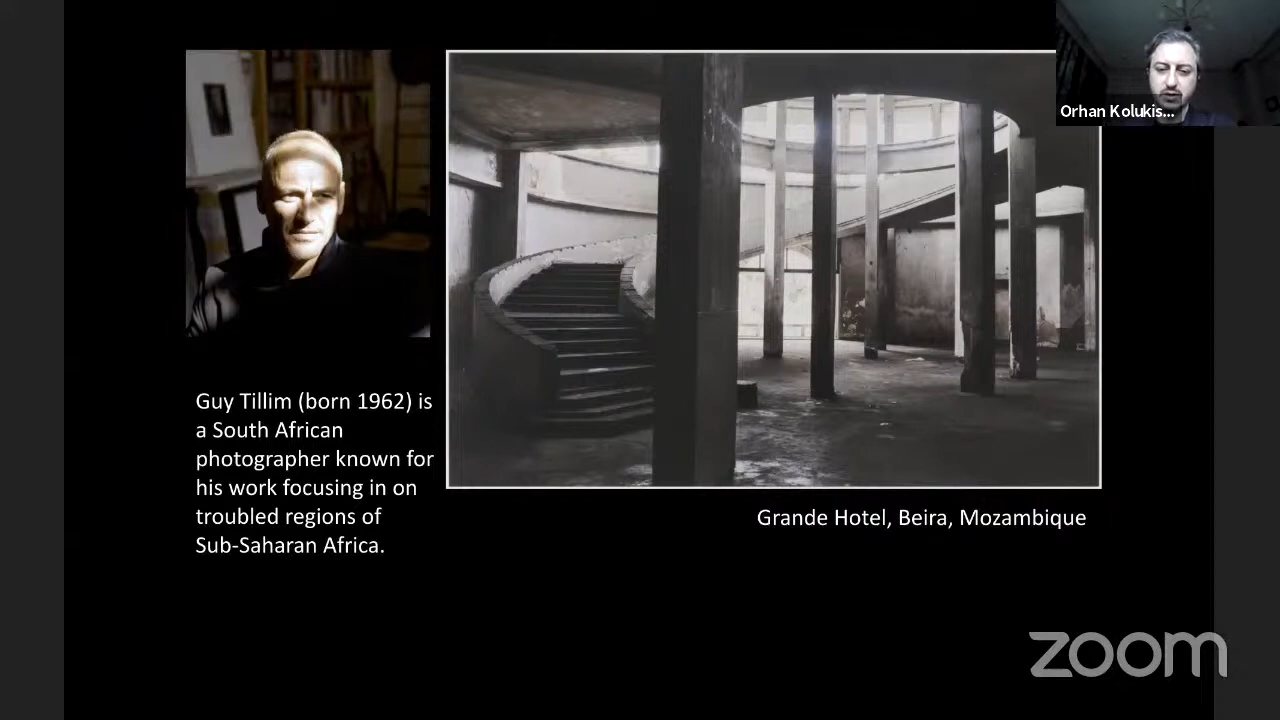 Orhan Kolukis...
Guy Tillim (born 1962) is
a South African
photographer known for
his work focusing in on
troubled regions of
Sub-Saharan Africa.
Grande Hotel, Beira, Mozambique
zoom